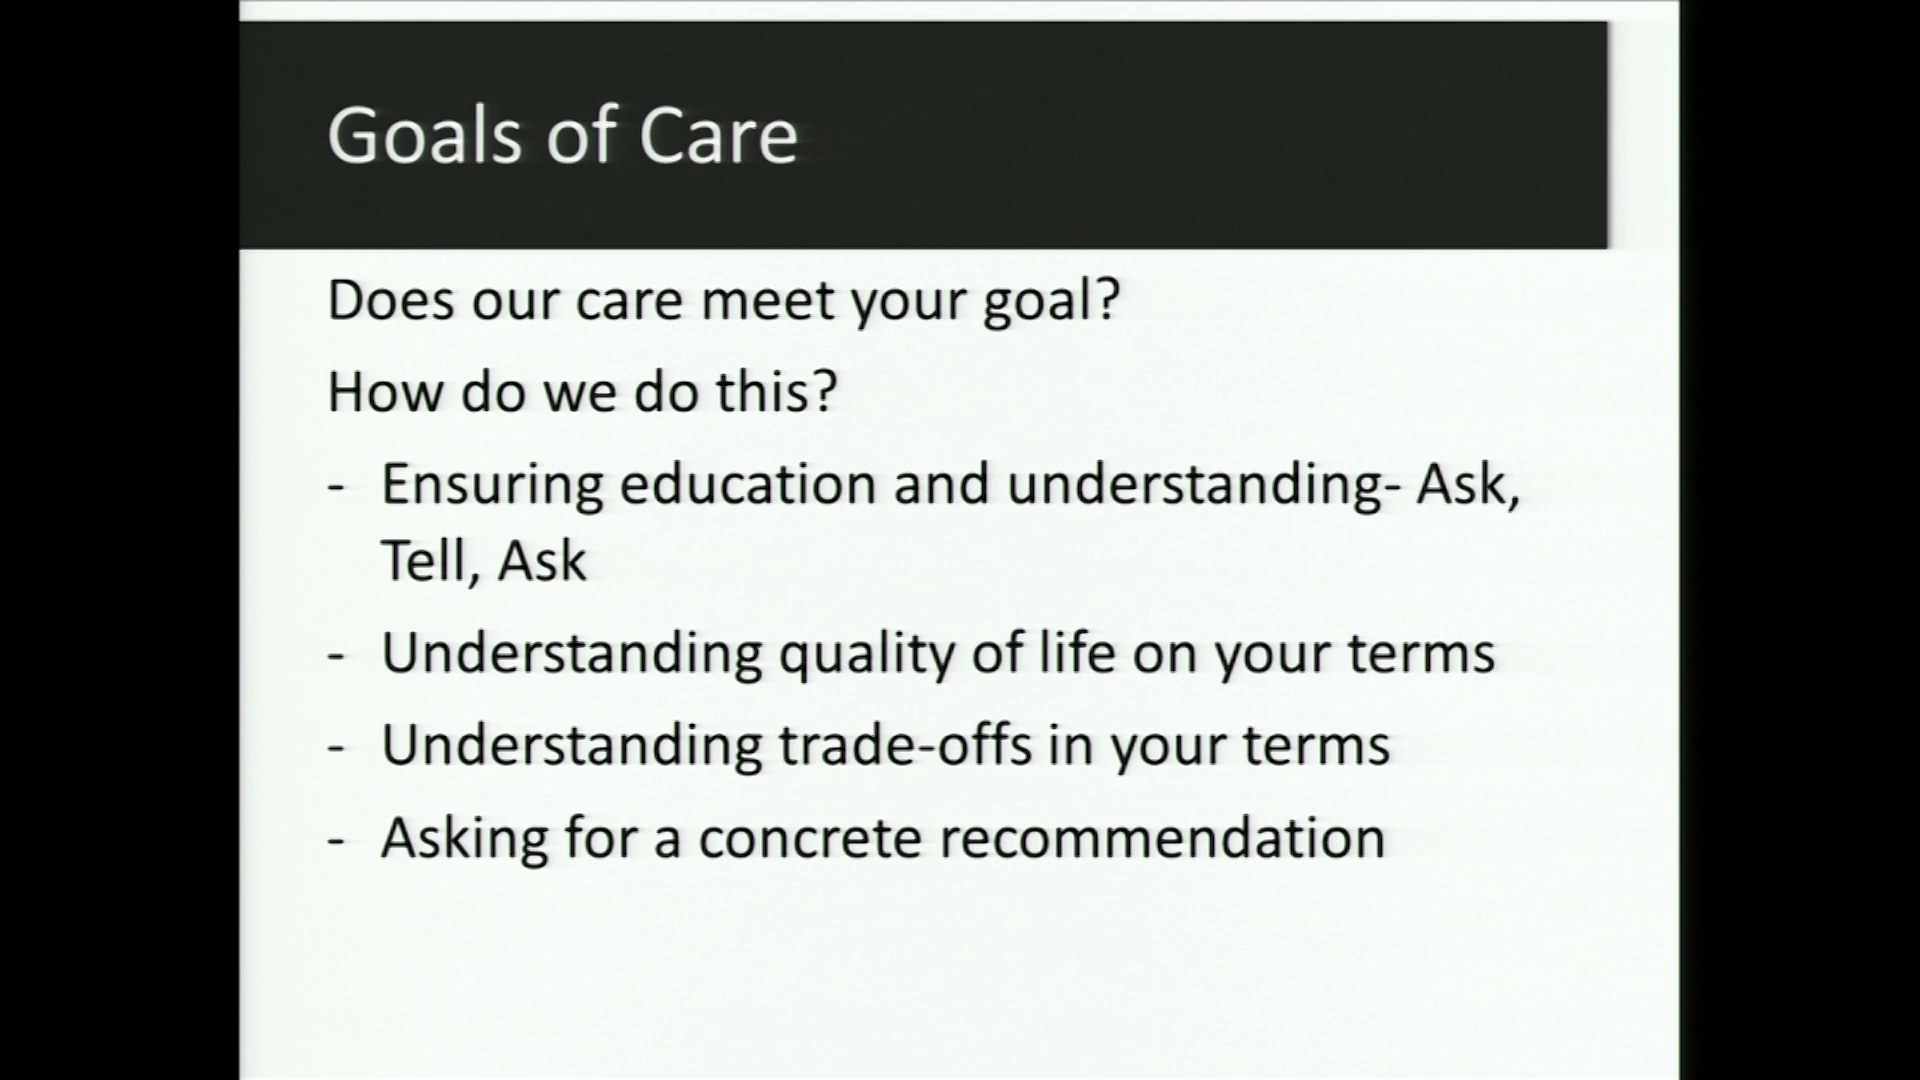 Goals of Care
Does our care meet your goal?
How do we do this?
- Ensuring education and understanding- Ask,
Tell, Ask
- Understanding quality of life on your terms
- Understanding trade-offs in your terms
- Asking for a concrete recommendation